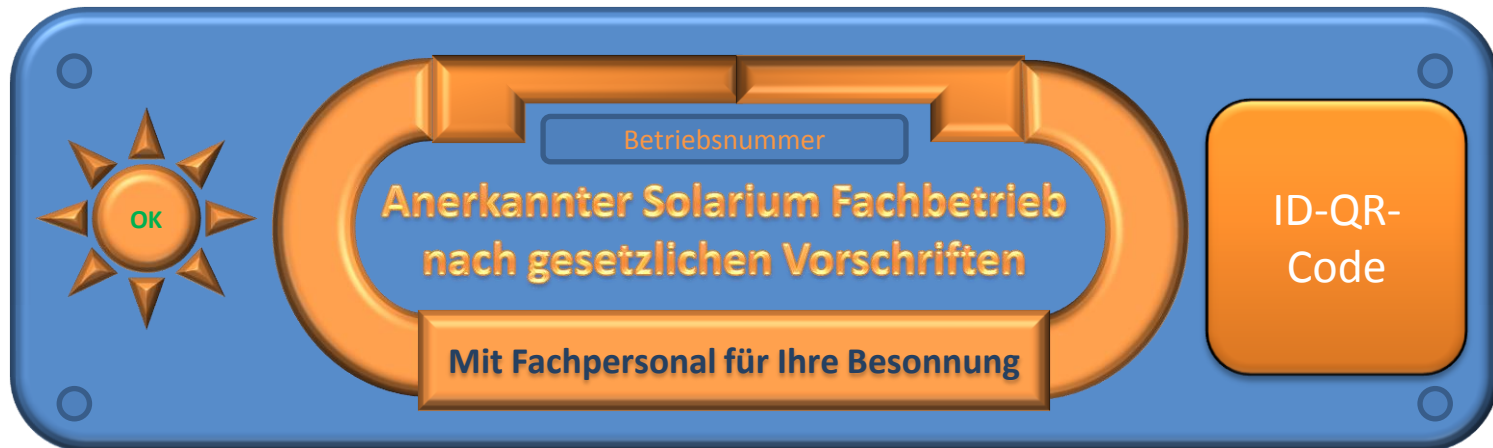 Betriebsnummer
OK
Anerkannter Solarium Fachbetrieb
nach gesetzlichen Vorschriften
ID-QR-
Code
Mit Fachpersonal für Ihre Besonnung